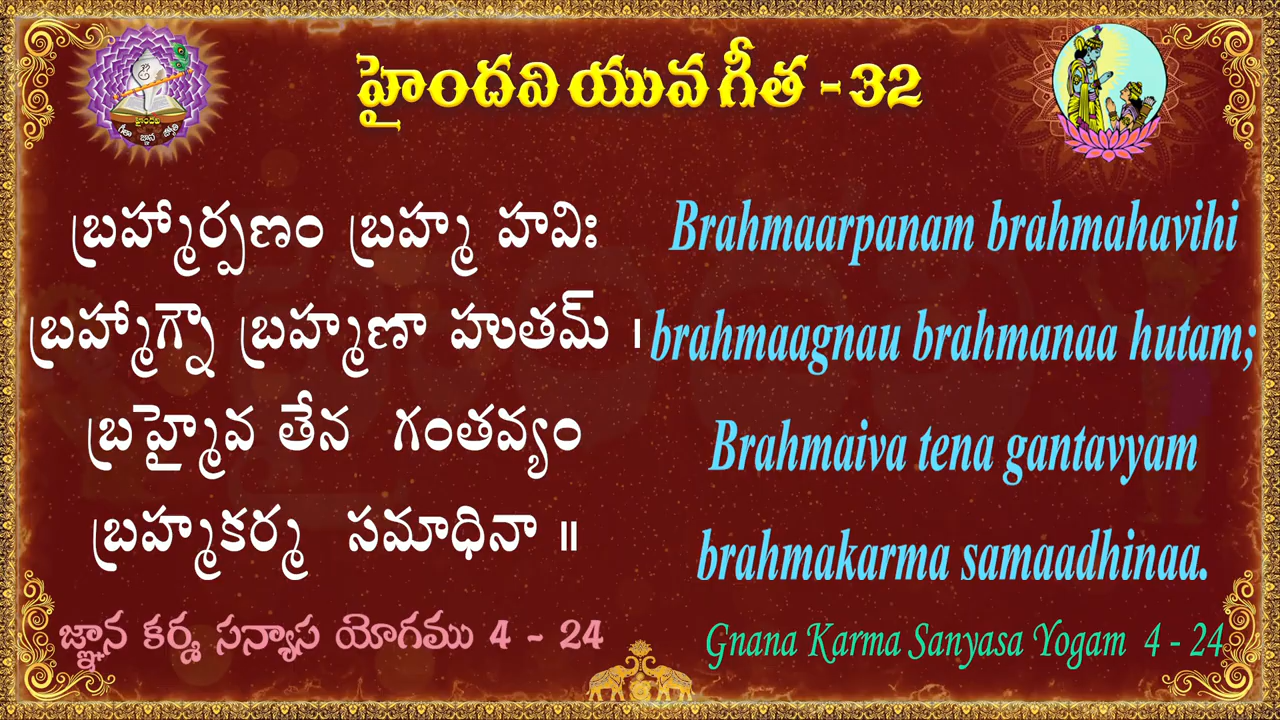 హైందవి యువ గీత - 32
హైందవి
గీతా జ్ఞాన జ్యోతి
బ్రహ్మార్పణం బ్రహ్మ హవిః
బ్రహ్మాగ్నౌ బ్రహ్మణా హుతమ్ ।
బ్రహ్మైవ తేన గంతవ్యం
బ్రహ్మకర్మ సమాధినా ॥
జ్ఞాన కర్మ సన్యాస యోగము 4 - 24
Brahmaarpanam brahmahavihi
brahmaagnau brahmanaa hutam;
Brahmaiva tena gantavyam
brahmakarma samaadhinaa.
Gnana Karma Sanyasa Yogam 4 - 24